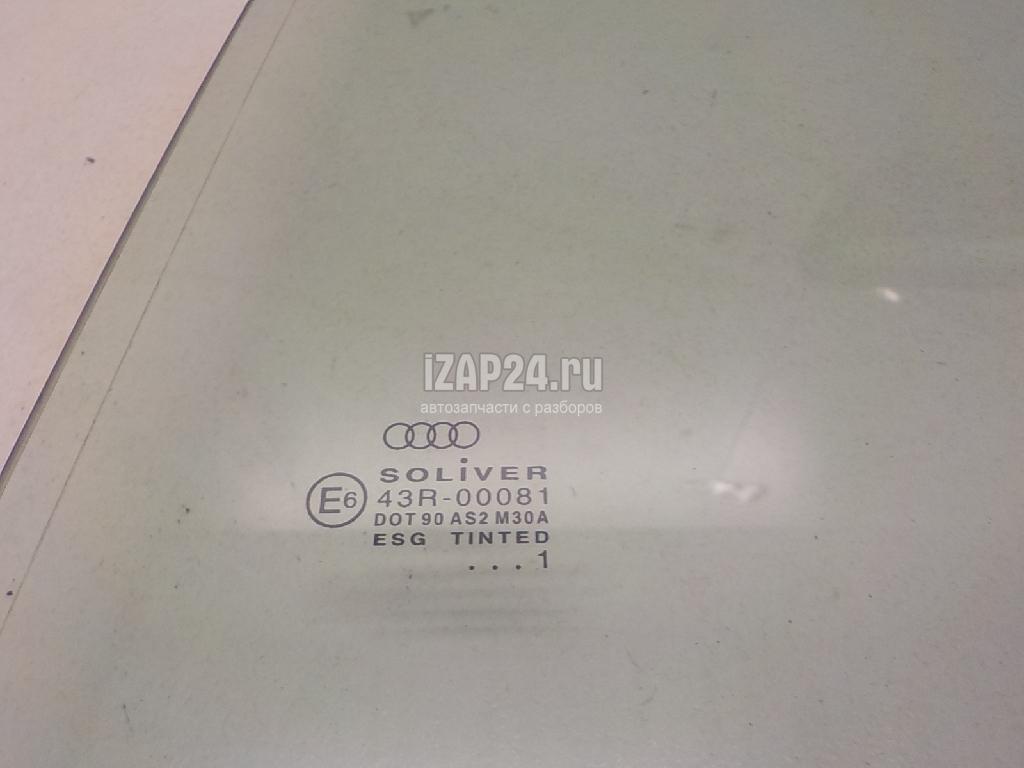 iZAP24.ru
автозапчасти с разборов
SOLiVER
E6 43R-00081
DOT 90 AS2 M30A
ESG TINTED
. . . 1